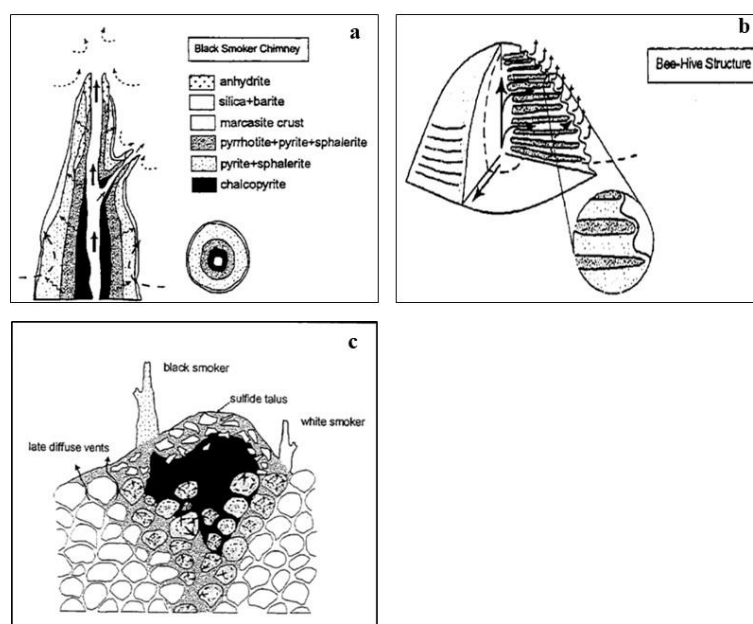 a
Black Smoker Chimney
anhydrite
silica+barite
marcasite crust
pyrrhotite+pyrite+sphalerite
pyrite+sphalerite
chalcopyrite
b
Bee-Hive Structure
c
black smoker
sulfide talus
white smoker
late diffuse vents